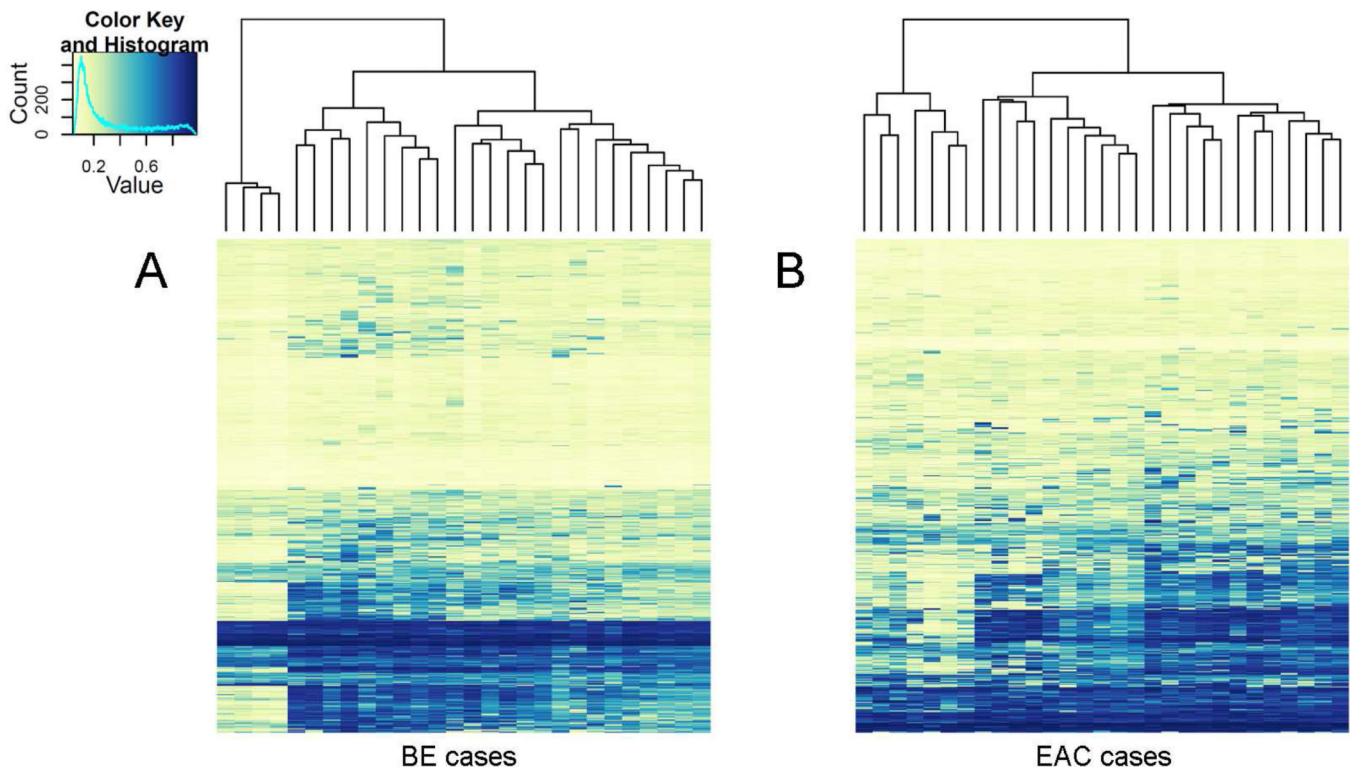 Color Key
and Histogram
Count
0 200
0.2 0.6
Value
A
B
BE cases
EAC cases